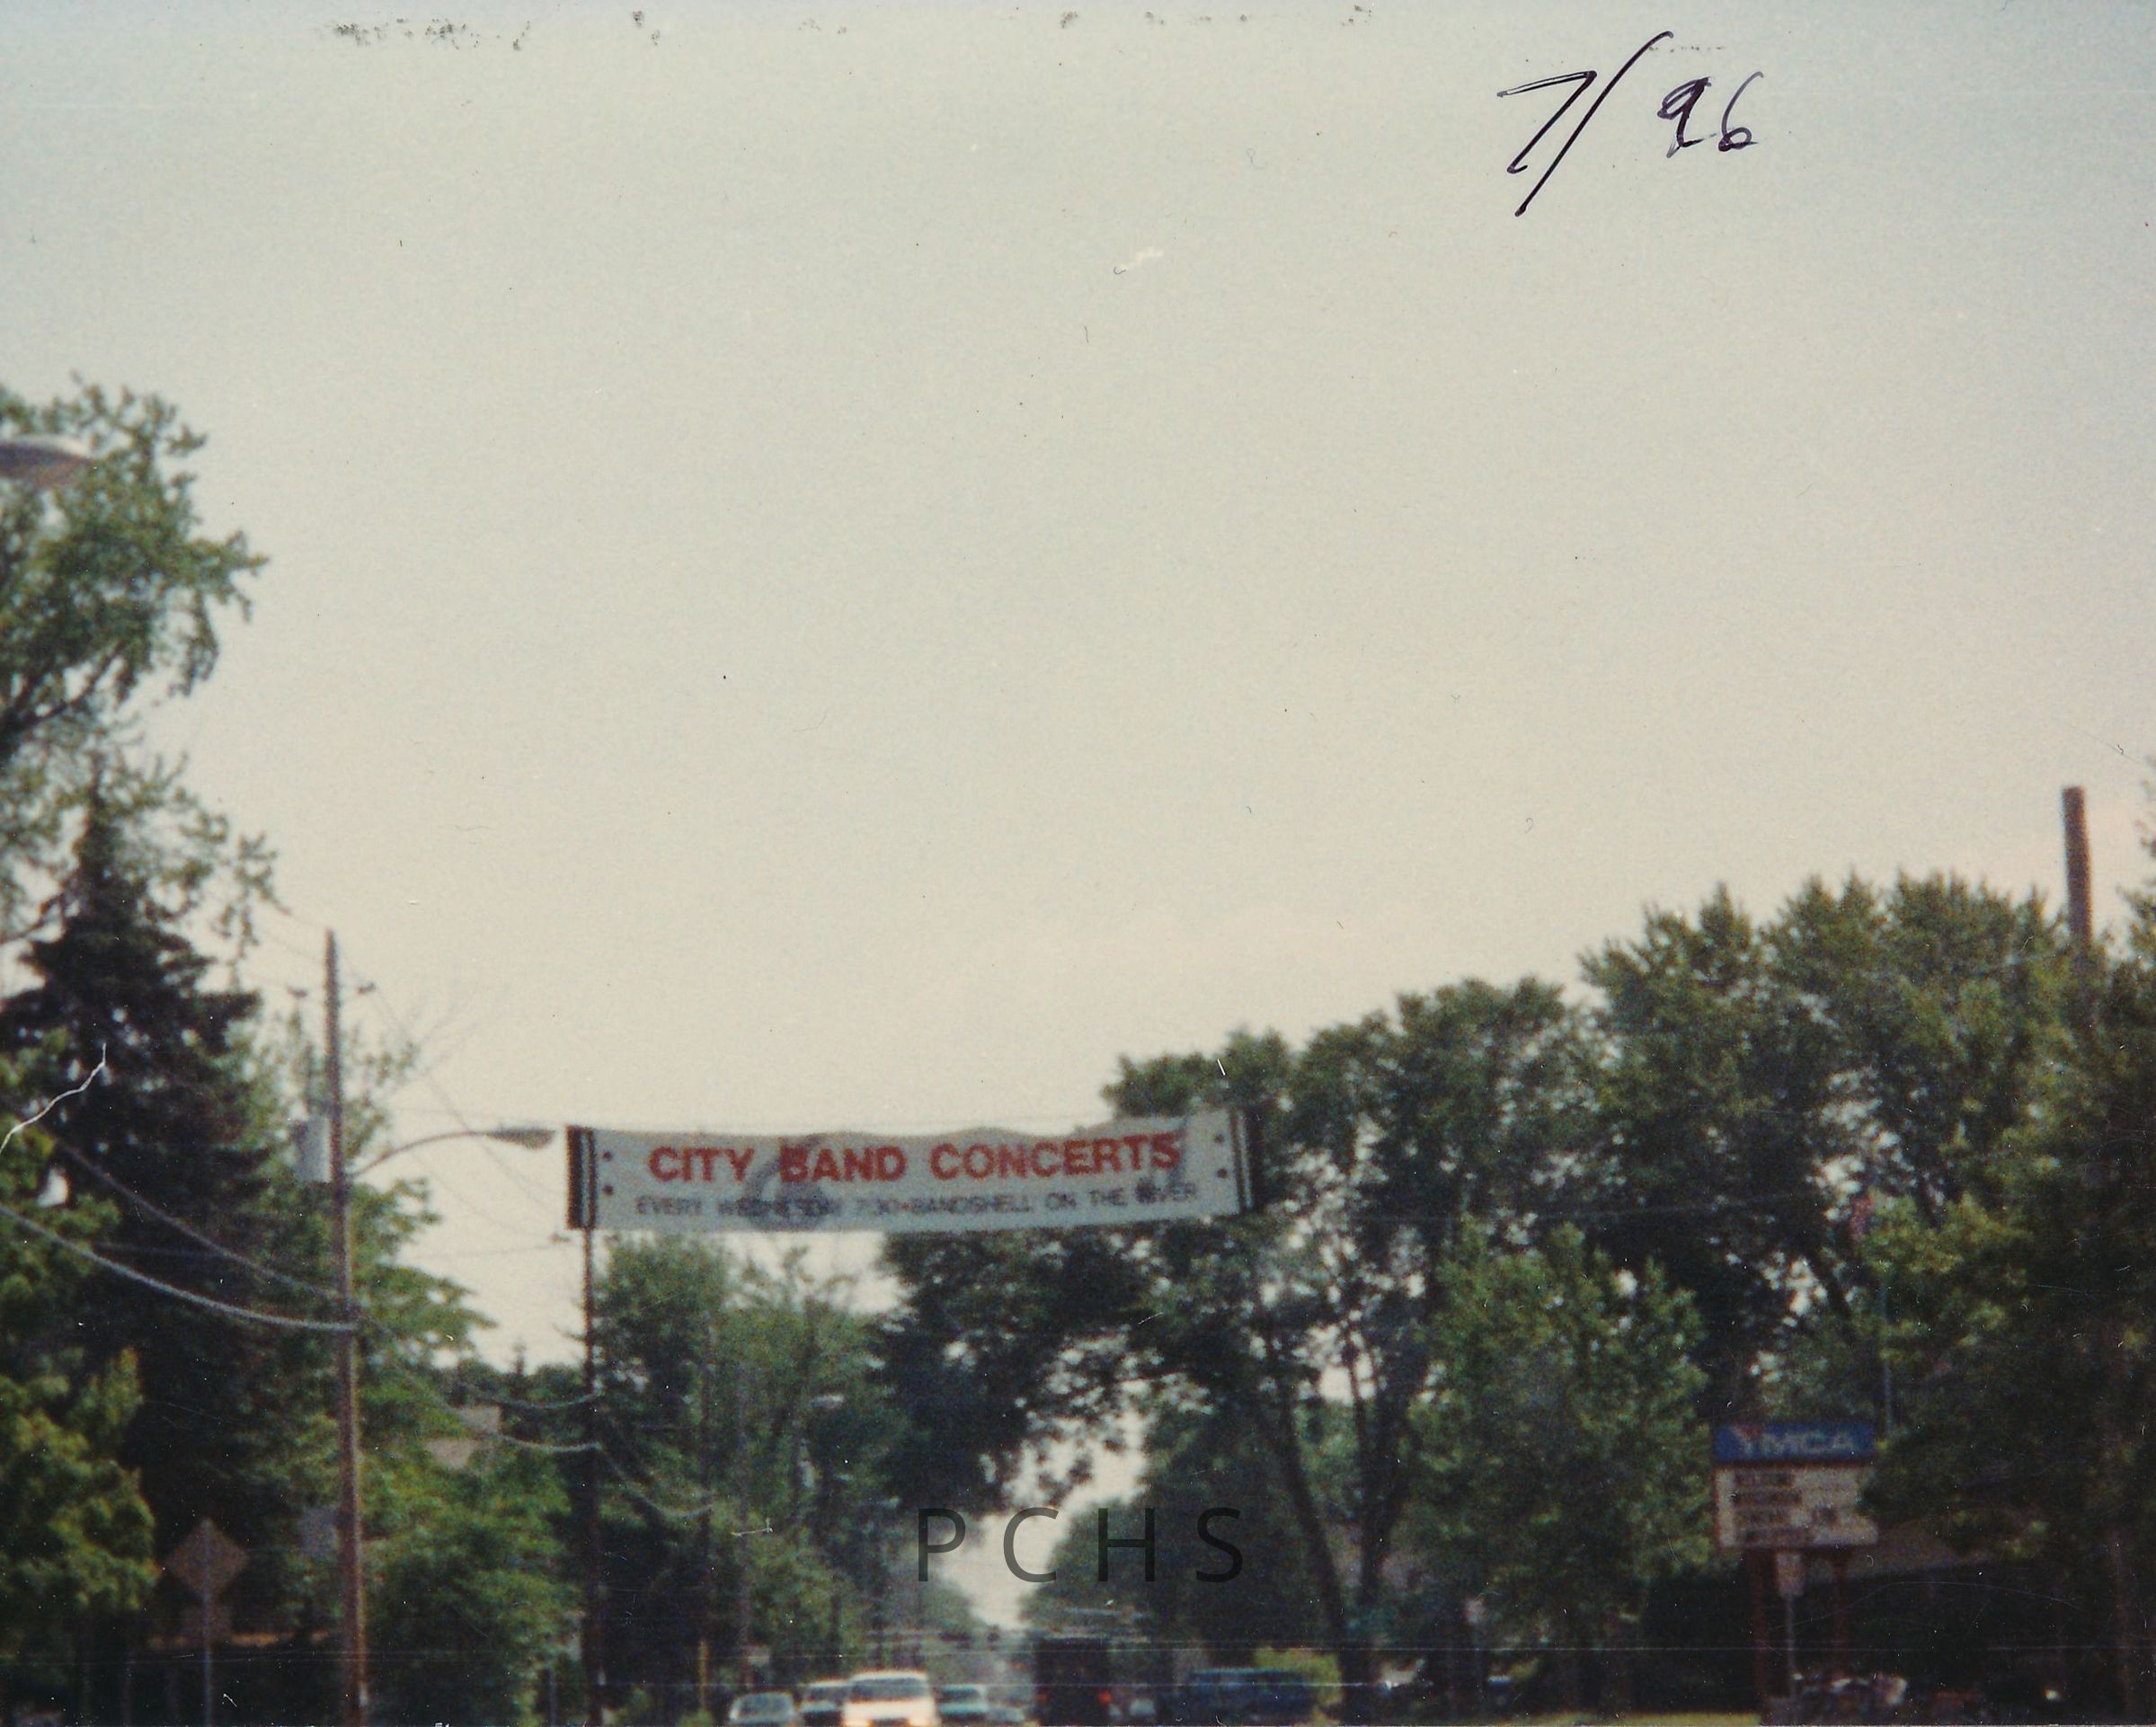 7/96
CITY BAND CONCERTS
EVERY WEDNESDAY 7:30•BANDSHELL ON THE RIVER
YMCA
PCHS